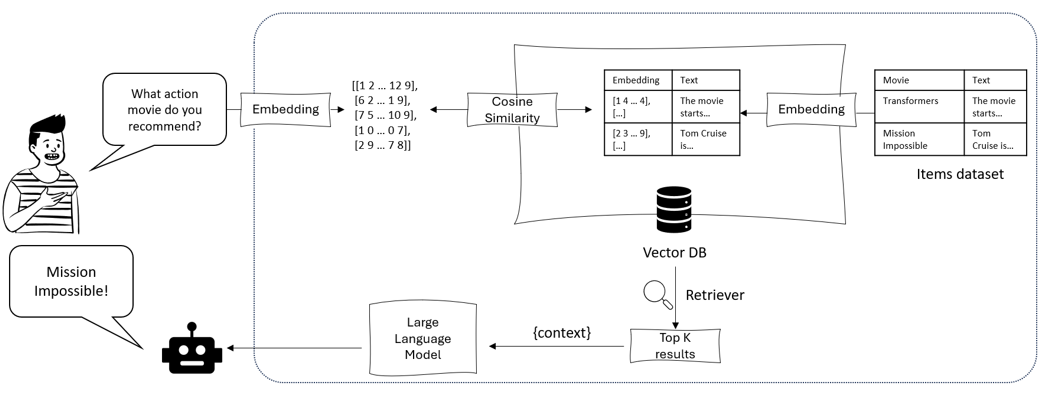 What action
movie do you
recommend?
Embedding
[[1 2 ... 12 9],
[6 2 ... 1 9],
[7 5 ... 10 9],
[1 0 ... 0 7],
[2 9 ... 7 8]]
Cosine
Similarity
Embedding Text
[1 4 ... 4], The movie
[...] starts...
[2 3 ... 9], Tom Cruise
[...] is...
Embedding
Movie Text
Transformers The movie
starts...
Mission Tom
Impossible Cruise is...
Items dataset
Vector DB
Retriever
Top K
results
{context}
Large
Language
Model
Mission
Impossible!